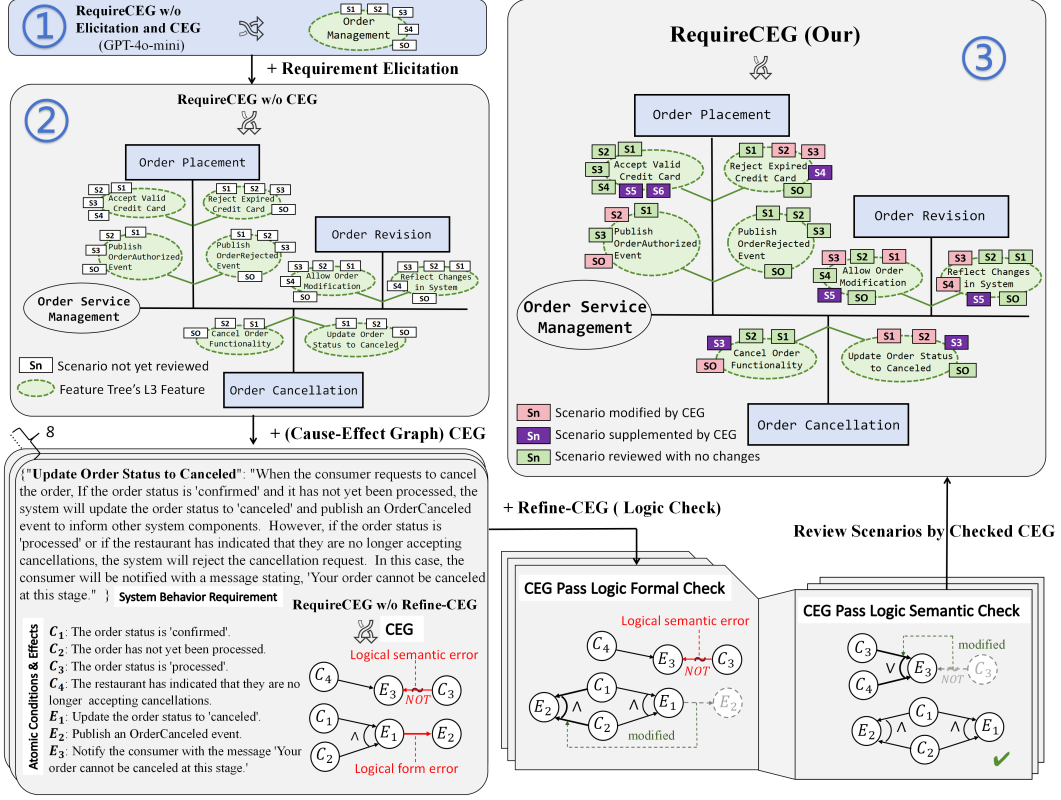 1
RequireCEG w/o
Elicitation and CEG
(GPT-4o-mini)
S1
S2
S3
S4
SO
Order
Management
+ Requirement Elicitation
2
RequireCEG w/o CEG
Order Placement
S2
S1
S3
S4
Accept Valid
Credit Card
S1
S2
S3
SO
Reject Expired
Credit Card
S2
S1
S3
SO
Publish
OrderAuthorized
Event
S1
S2
S3
SO
Publish
OrderRejected
Event
Order Revision
S3
S2
S1
S4
SO
Allow Order
Modification
S3
S2
S1
S4
SO
Reflect Changes
in System
Order Service
Management
SO
S2
S1
Cancel Order
Functionality
S1
S2
SO
Update Order
Status to Canceled
Sn Scenario not yet reviewed
Feature Tree's L3 Feature
Order Cancellation
+ (Cause-Effect Graph) CEG
8
{"Update Order Status to Canceled": "When the consumer requests to cancel
the order, If the order status is 'confirmed' and it has not yet been processed, the
system will update the order status to 'canceled' and publish an OrderCanceled
event to inform other system components. However, if the order status is
'processed' or if the restaurant has indicated that they are no longer accepting
cancellations, the system will reject the cancellation request. In this case, the
consumer will be notified with a message stating, 'Your order cannot be canceled
at this stage." }
System Behavior Requirement
Atomic Conditions & Effects
C1: The order status is 'confirmed'.
C2: The order has not yet been processed.
C3: The order status is 'processed'.
C4: The restaurant has indicated that they are no
longer accepting cancellations.
E1: Update the order status to 'canceled'.
E2: Publish an OrderCanceled event.
E3: Notify the consumer with the message 'Your
order cannot be canceled at this stage.'
RequireCEG w/o Refine-CEG
CEG
Logical semantic error
C4
E3
~
NOT
C3
C1
C2
∧
E1
E2
Logical form error
+ Refine-CEG ( Logic Check)
CEG Pass Logic Formal Check
Logical semantic error
C4
E3
~
NOT
C3
C1
C2
E2
∧
∧
E1
E2
modified
CEG Pass Logic Semantic Check
C3
C4
∨
E3
~
NOT
C3
modified
C1
C2
E2
∧
∧
E1
✓
Review Scenarios by Checked CEG
3
RequireCEG (Our)
Order Placement
S2
S1
S3
S4
S5
S6
Accept Valid
Credit Card
S1
S2
S3
S4
SO
Reject Expired
Credit Card
S2
S1
S3
SO
Publish
OrderAuthorized
Event
S1
S2
S3
SO
Publish
OrderRejected
Event
Order Revision
S3
S2
S1
S4
S5
SO
Allow Order
Modification
S3
S2
S1
S4
S5
SO
Reflect Changes
in System
Order Service
Management
S3
S2
S1
SO
Cancel Order
Functionality
S1
S2
S3
SO
Update Order Status
to Canceled
Order Cancellation
Sn Scenario modified by CEG
Sn Scenario supplemented by CEG
Sn Scenario reviewed with no changes